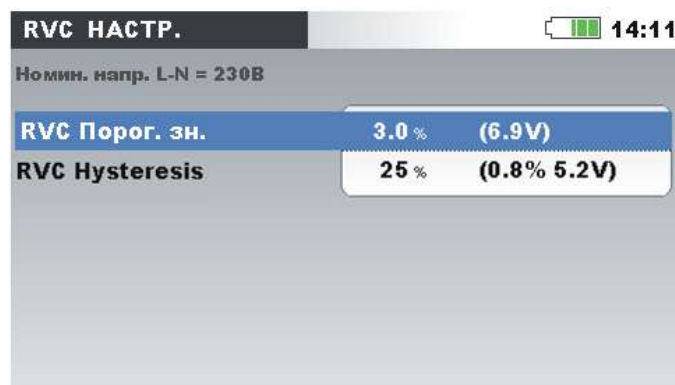 RVC НАСТР. 14:11
Номин. напр. L-N = 230В
RVC Порог. зн. 3.0 % (6.9V)
RVC Hysteresis 25 % (0.8% 5.2V)